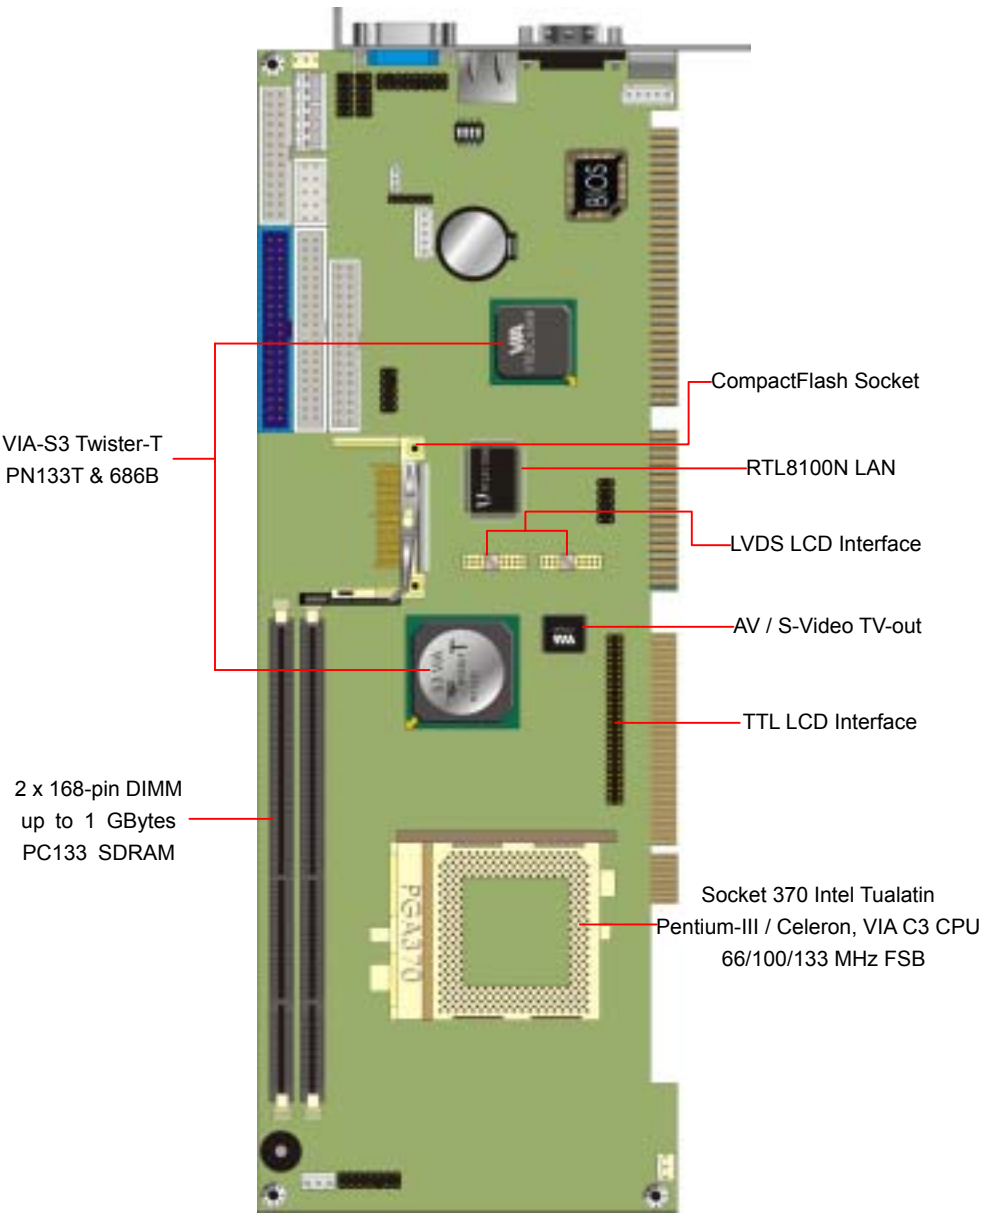 BIOS
VIA
CompactFlash Socket
VIA-S3 Twister-T
PN133T & 686B
RTL8100N LAN
LVDS LCD Interface
AV / S-Video TV-out
VIA
TTL LCD Interface
2 x 168-pin DIMM
up to 1 GBytes
PC133 SDRAM
PGA370
Socket 370 Intel Tualatin
Pentium-III / Celeron, VIA C3 CPU
66/100/133 MHz FSB